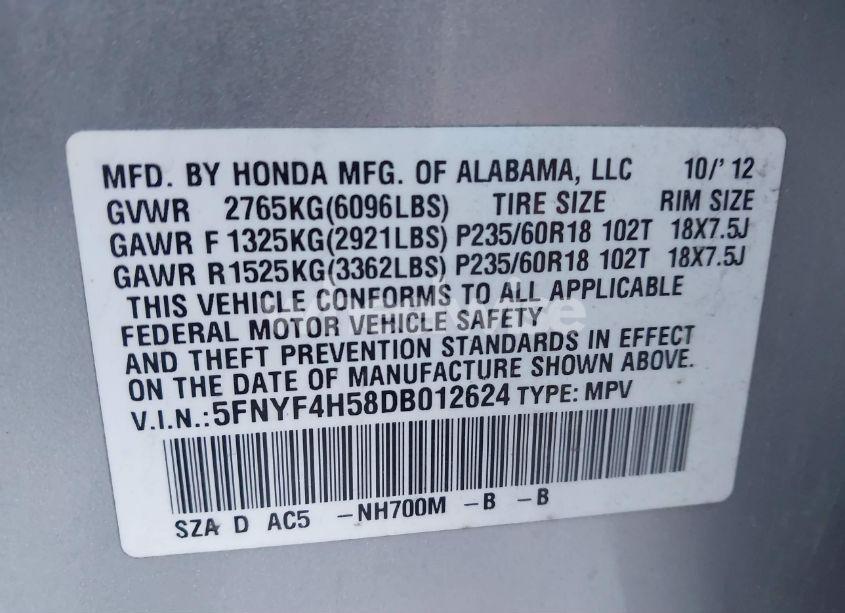 MFD. BY HONDA MFG. OF ALABAMA, LLC 10/' 12
GVWR 2765KG(6096LBS) TIRE SIZE RIM SIZE
GAWR F 1325KG(2921LBS) P235/60R18 102T 18X7.5J
GAWR R1525KG(3362LBS) P235/60R18 102T 18X7.5J
THIS VEHICLE CONFORMS TO ALL APPLICABLE
FEDERAL MOTOR VEHICLE SAFETY
AND THEFT PREVENTION STANDARDS IN EFFECT
ON THE DATE OF MANUFACTURE SHOWN ABOVE.
V.I.N.: 5FNYF4H58DB012624 TYPE: MPV
SZA D AC5 -NH700M -B -B